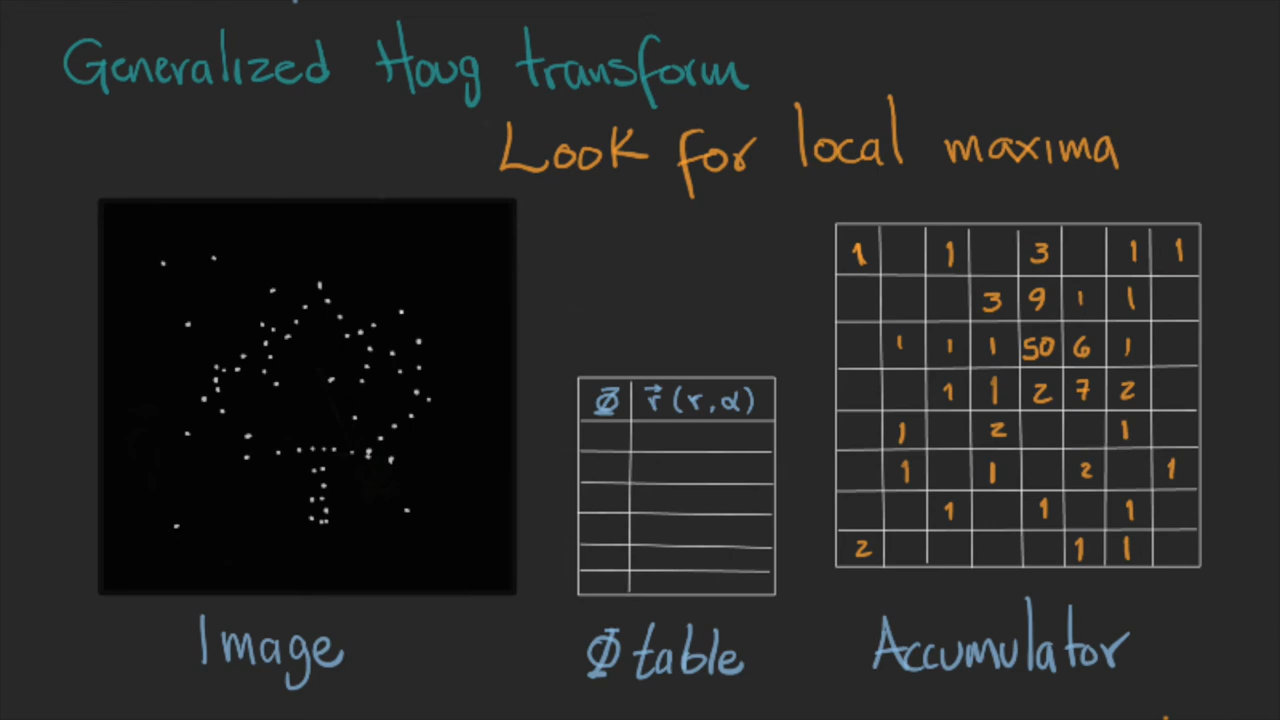 Generalized Houg transform
Look for local maxima
Φ r⃗ (r, α)
1 1 3 1 1
3 9 1 1
1 1 1 50 6 1
1 1 2 7 2
1 2 1
1 1 2 1
1 1 1
2 1 1
Image
Φ table
Accumulator